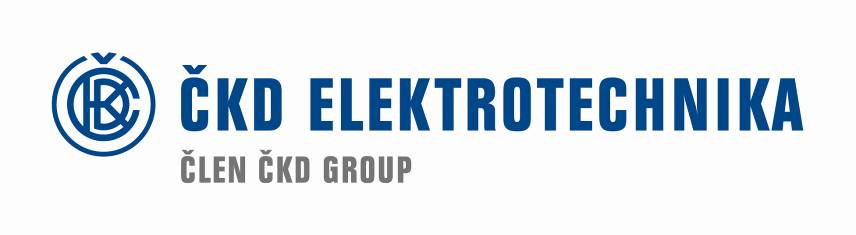 ČKD ELEKTROTECHNIKA
ČLEN ČKD GROUP